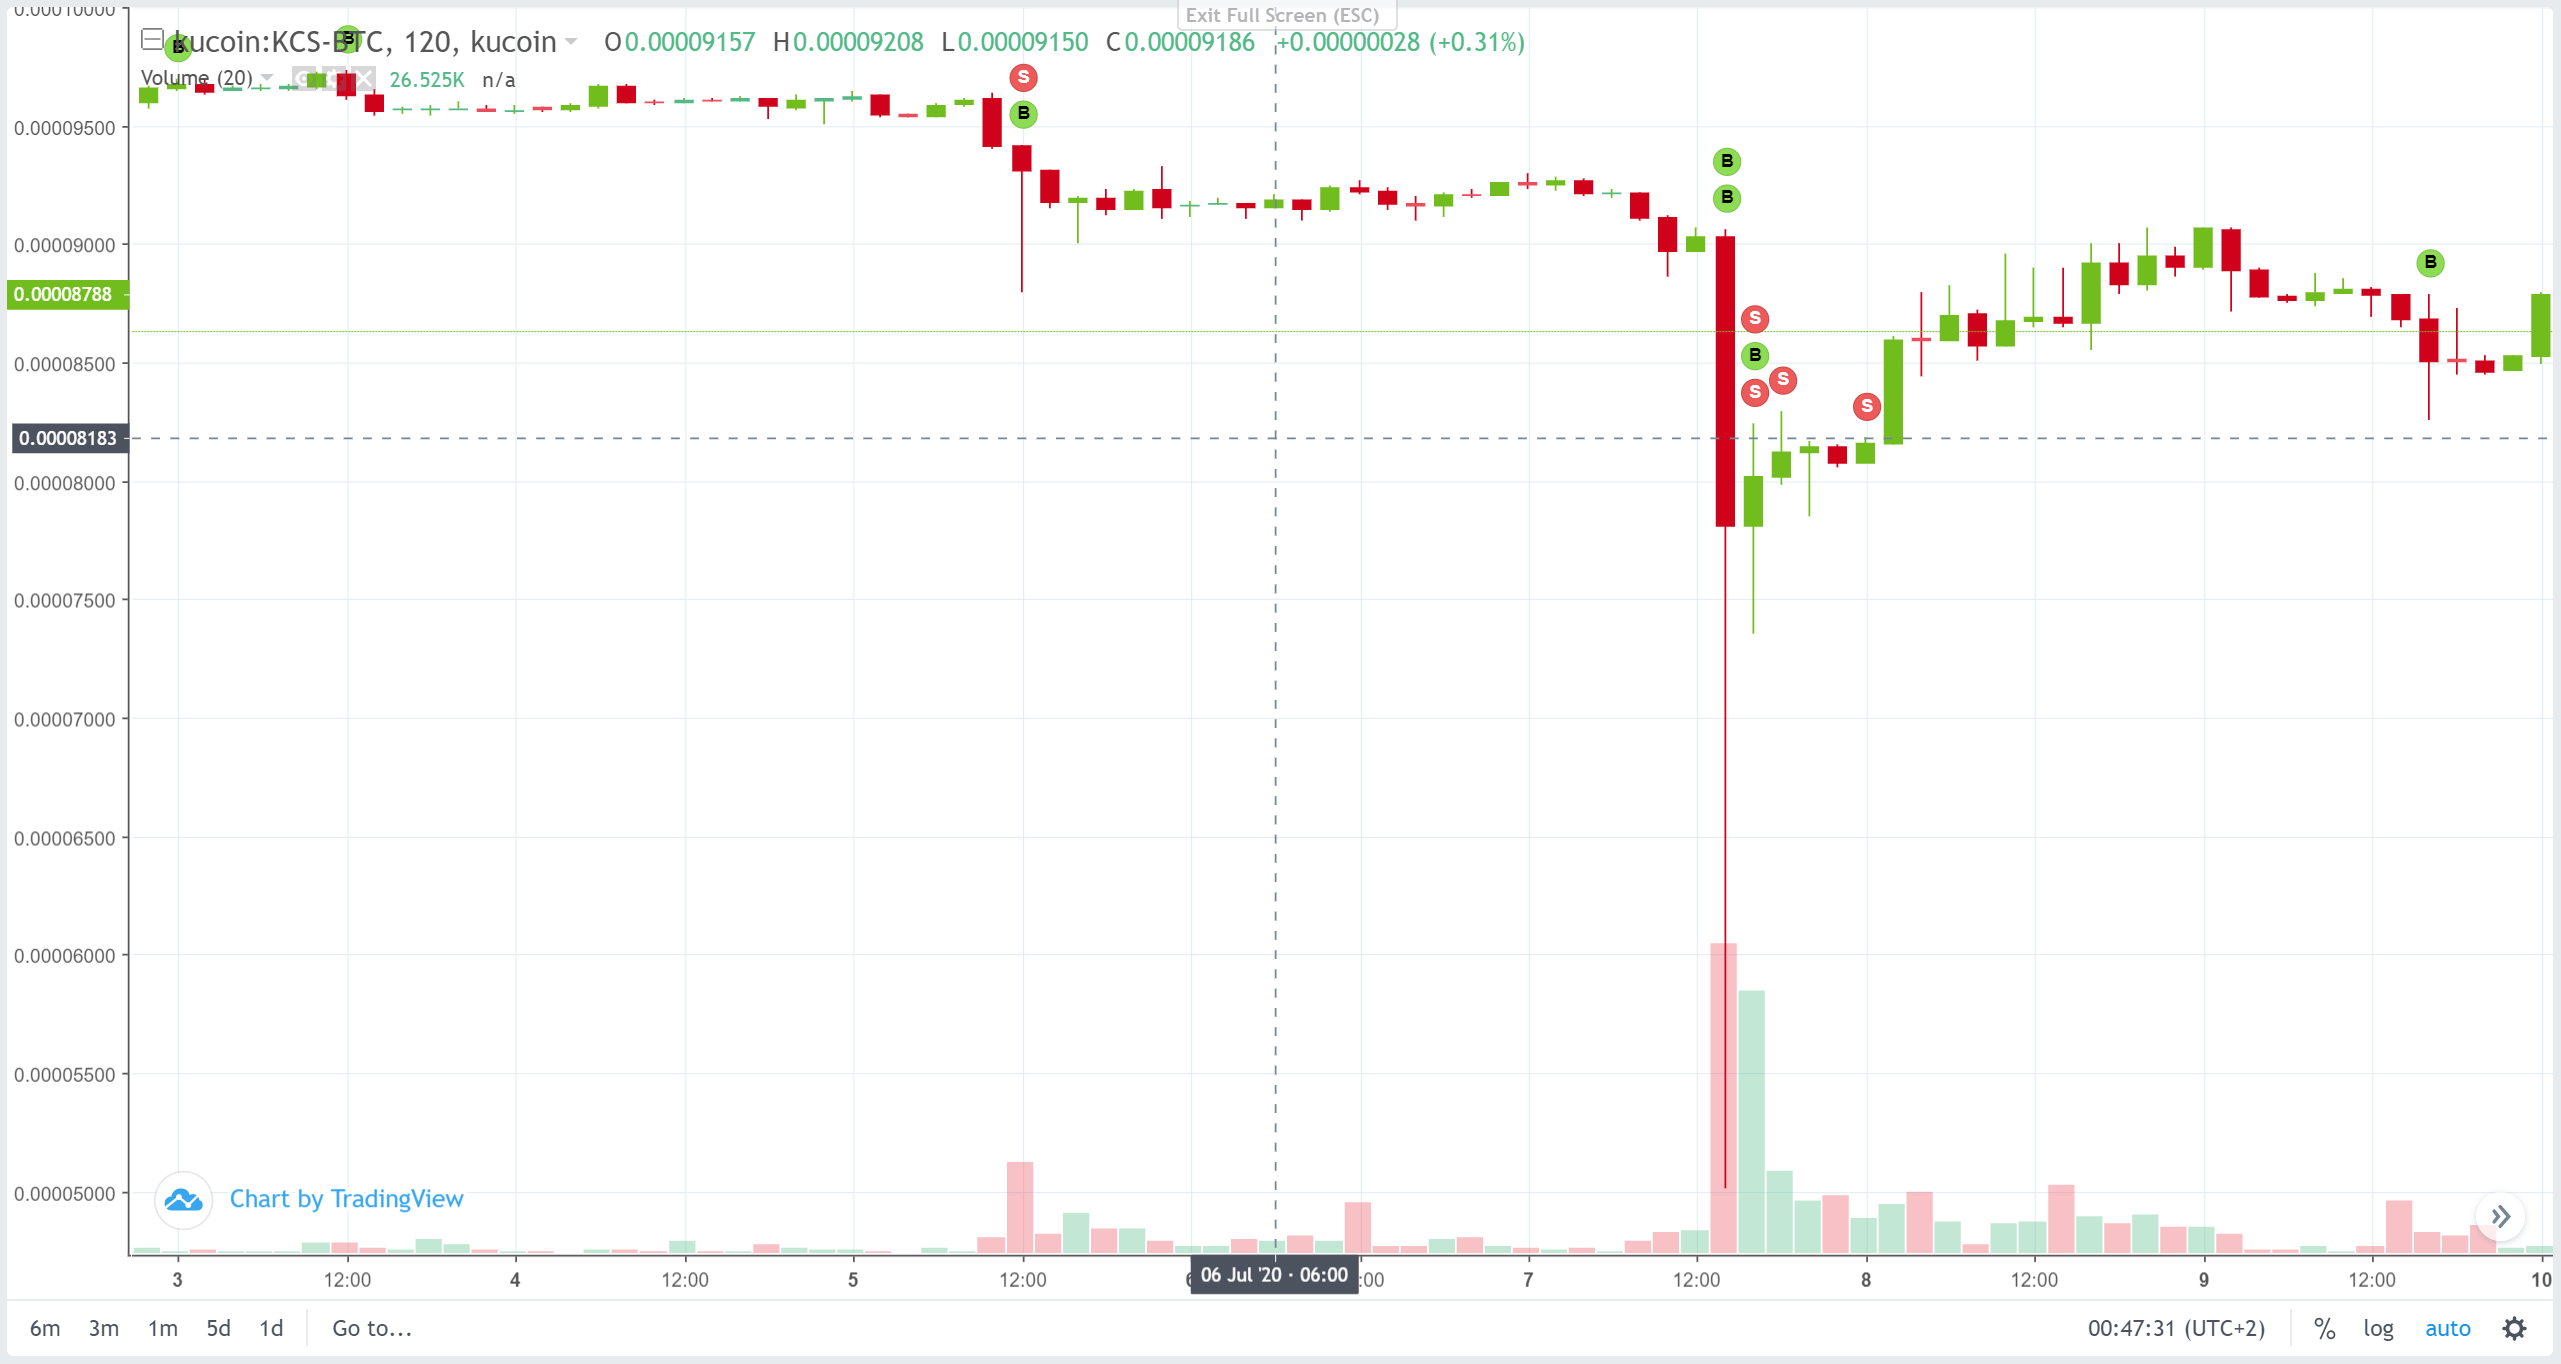 0.00010000
Exit Full Screen (ESC)
kucoin:KCS-BTC, 120, kucoin O0.00009157 H0.00009208 L0.00009150 C0.00009186 +0.00000028 (+0.31%)
B
B
Volume (20) 26.525K n/a
S
B
0.00009500
B
B
0.00009000
B
0.00008788
S
B
0.00008500
S
S
S
0.00008183
0.00008000
0.00007500
0.00007000
0.00006500
0.00006000
0.00005500
0.00005000
Chart by TradingView
3 12:00 4 12:00 5 12:00 06 Jul '20 · 06:00 :00 7 12:00 8 12:00 9 12:00 10
6m 3m 1m 5d 1d Go to... 00:47:31 (UTC+2) % log auto